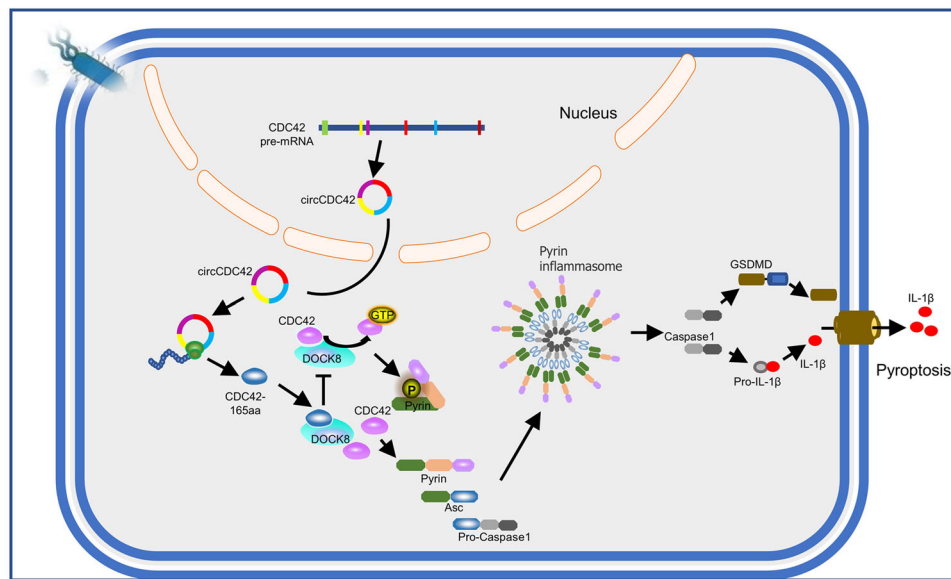 Nucleus
CDC42
pre-mRNA
circCDC42
circCDC42
Pyrin
inflammasome
GSDMD
CDC42
GTP
DOCK8
P
Pyrin
Caspase1
IL-1β
Pro-IL-1β
IL-1β
Pyroptosis
CDC42-
165aa
CDC42
DOCK8
Pyrin
Asc
Pro-Caspase1